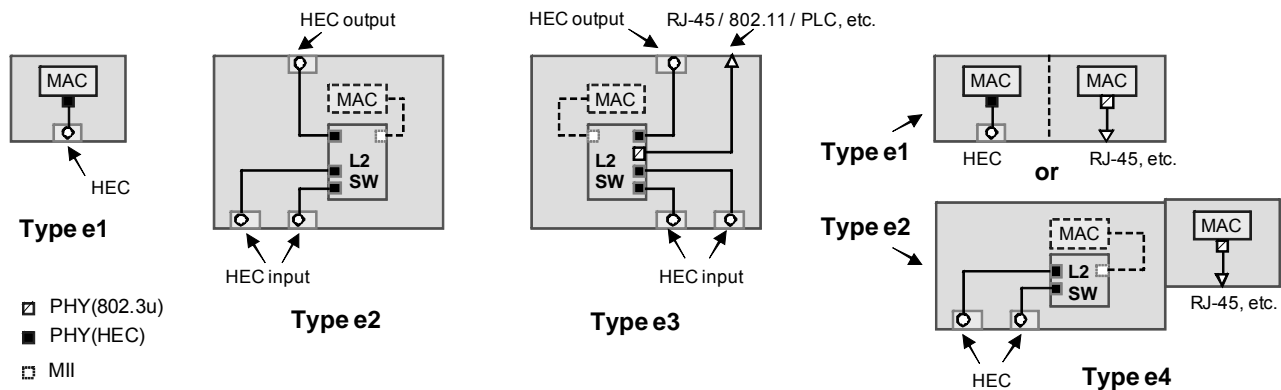 MAC
HEC
Type e1
PHY(802.3u)
PHY(HEC)
MII
HEC output
MAC
L2
SW
HEC input
Type e2
HEC output
RJ-45 / 802.11 / PLC, etc.
MAC
L2
SW
HEC input
Type e3
MAC
MAC
Type e1
HEC
RJ-45, etc.
or
Type e2
MAC
MAC
L2
SW
RJ-45, etc.
HEC
Type e4